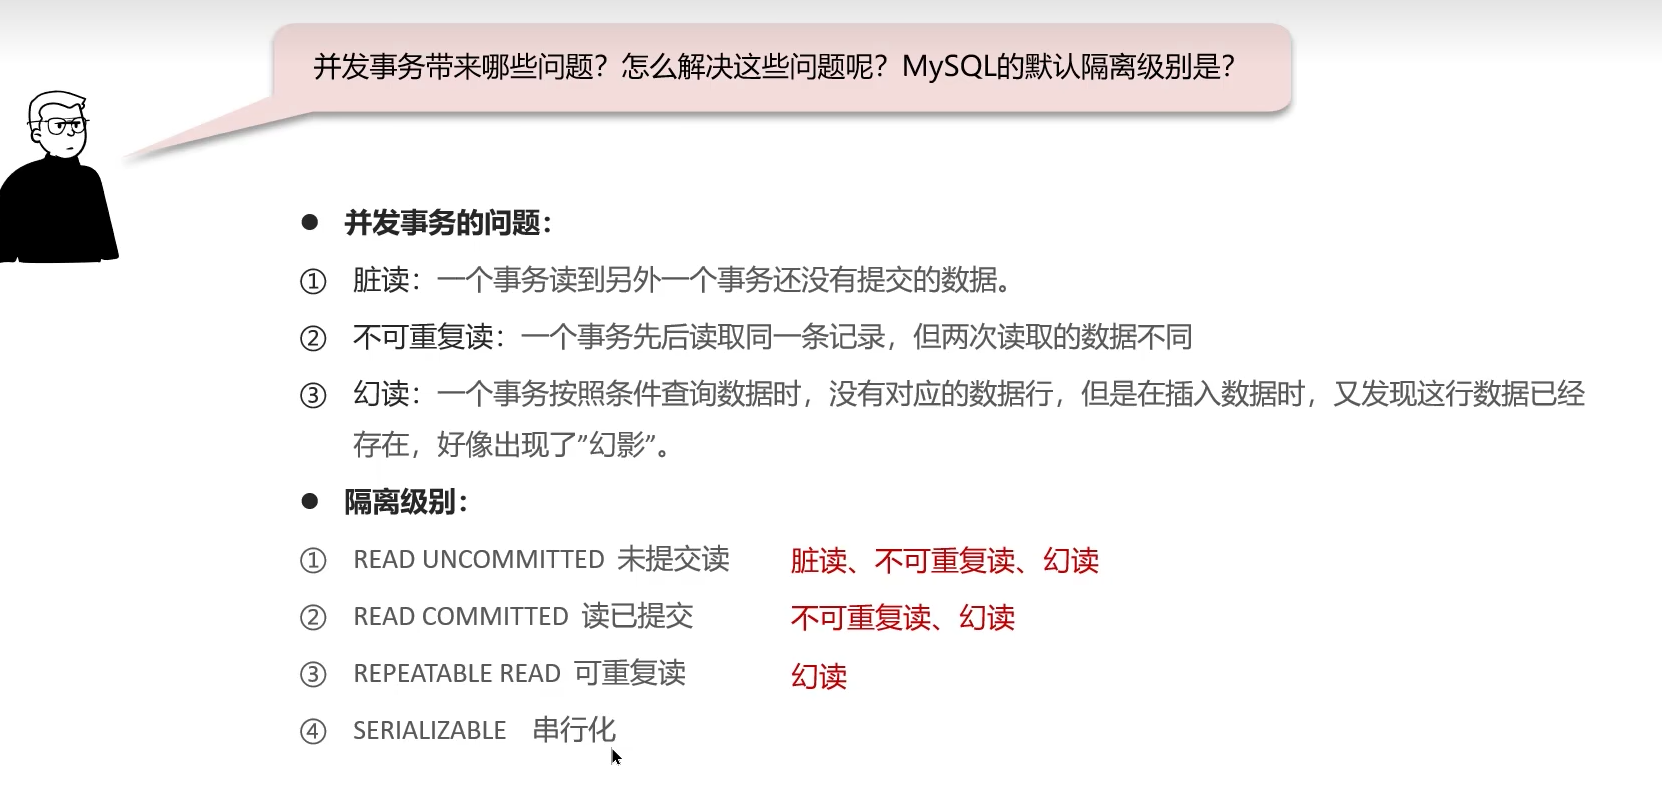 并发事务带来哪些问题？怎么解决这些问题呢？MySQL的默认隔离级别是？
● 并发事务的问题：
① 脏读：一个事务读到另外一个事务还没有提交的数据。
② 不可重复读：一个事务先后读取同一条记录，但两次读取的数据不同
③ 幻读：一个事务按照条件查询数据时，没有对应的数据行，但是在插入数据时，又发现这行数据已经
存在，好像出现了”幻影”。
● 隔离级别：
① READ UNCOMMITTED 未提交读 脏读、不可重复读、幻读
② READ COMMITTED 读已提交 不可重复读、幻读
③ REPEATABLE READ 可重复读 幻读
④ SERIALIZABLE 串行化